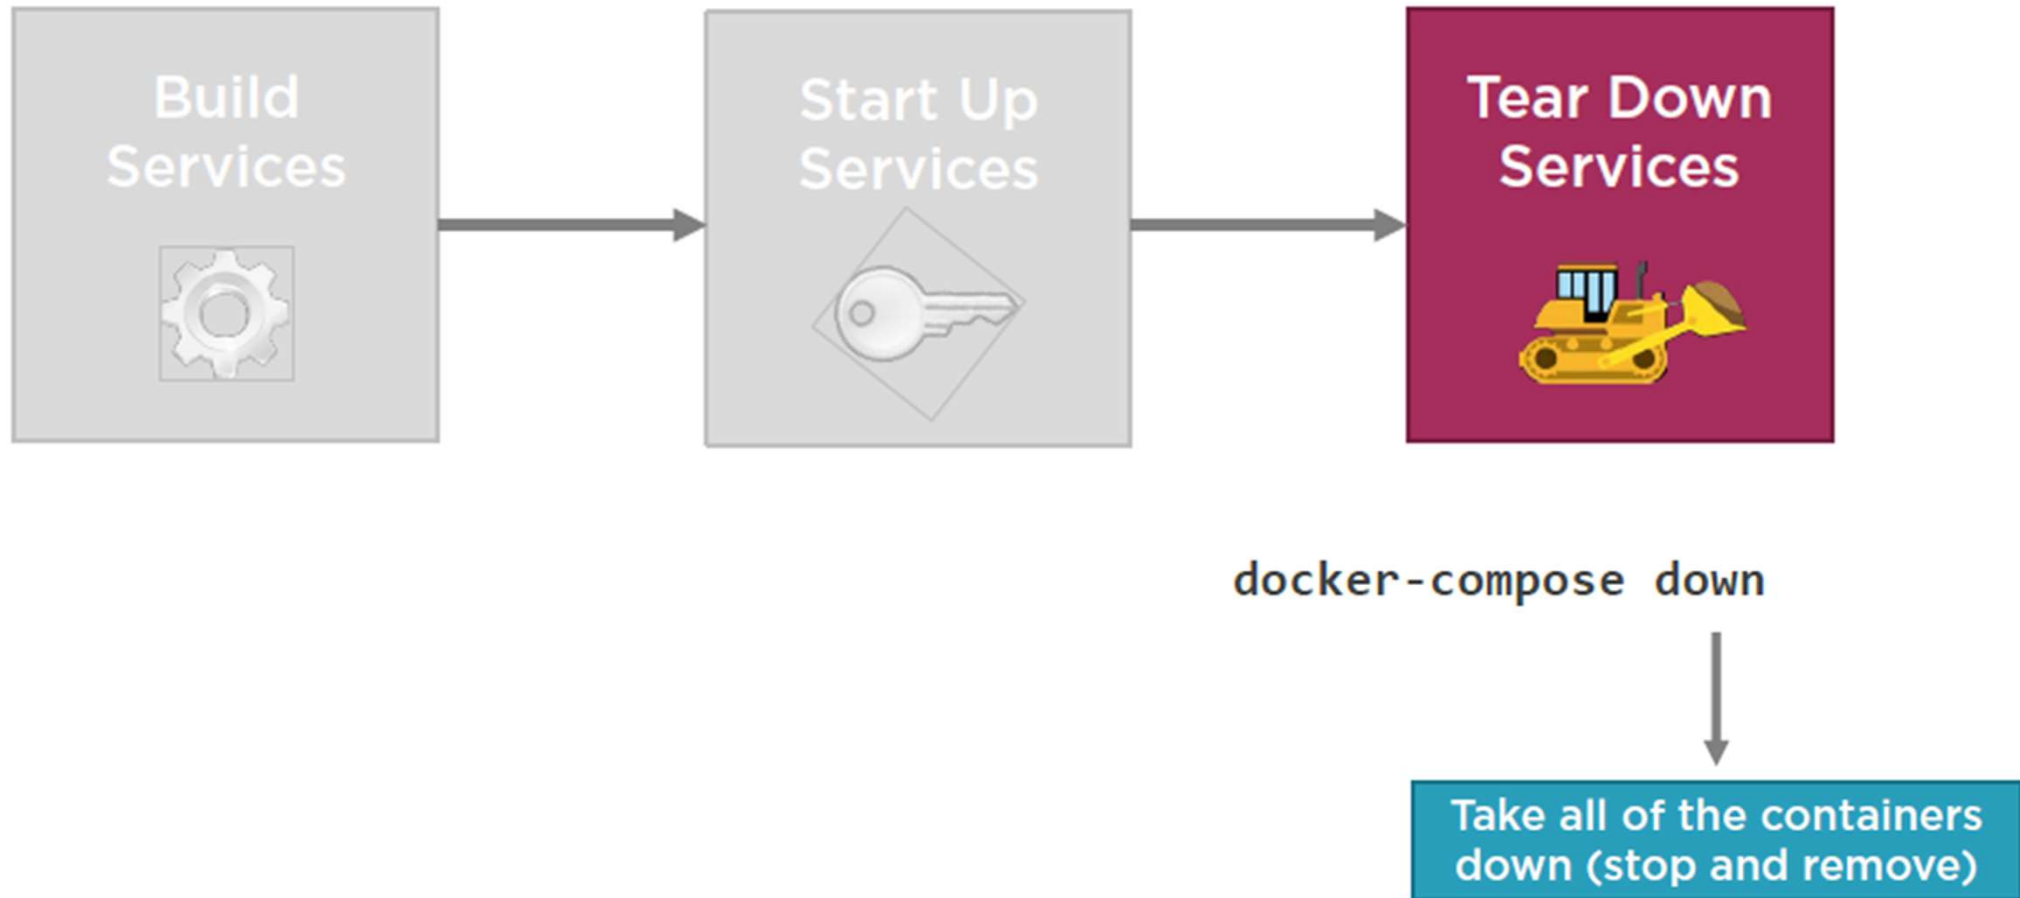 Build
Services
Start Up
Services
Tear Down
Services
docker-compose down
Take all of the containers
down (stop and remove)